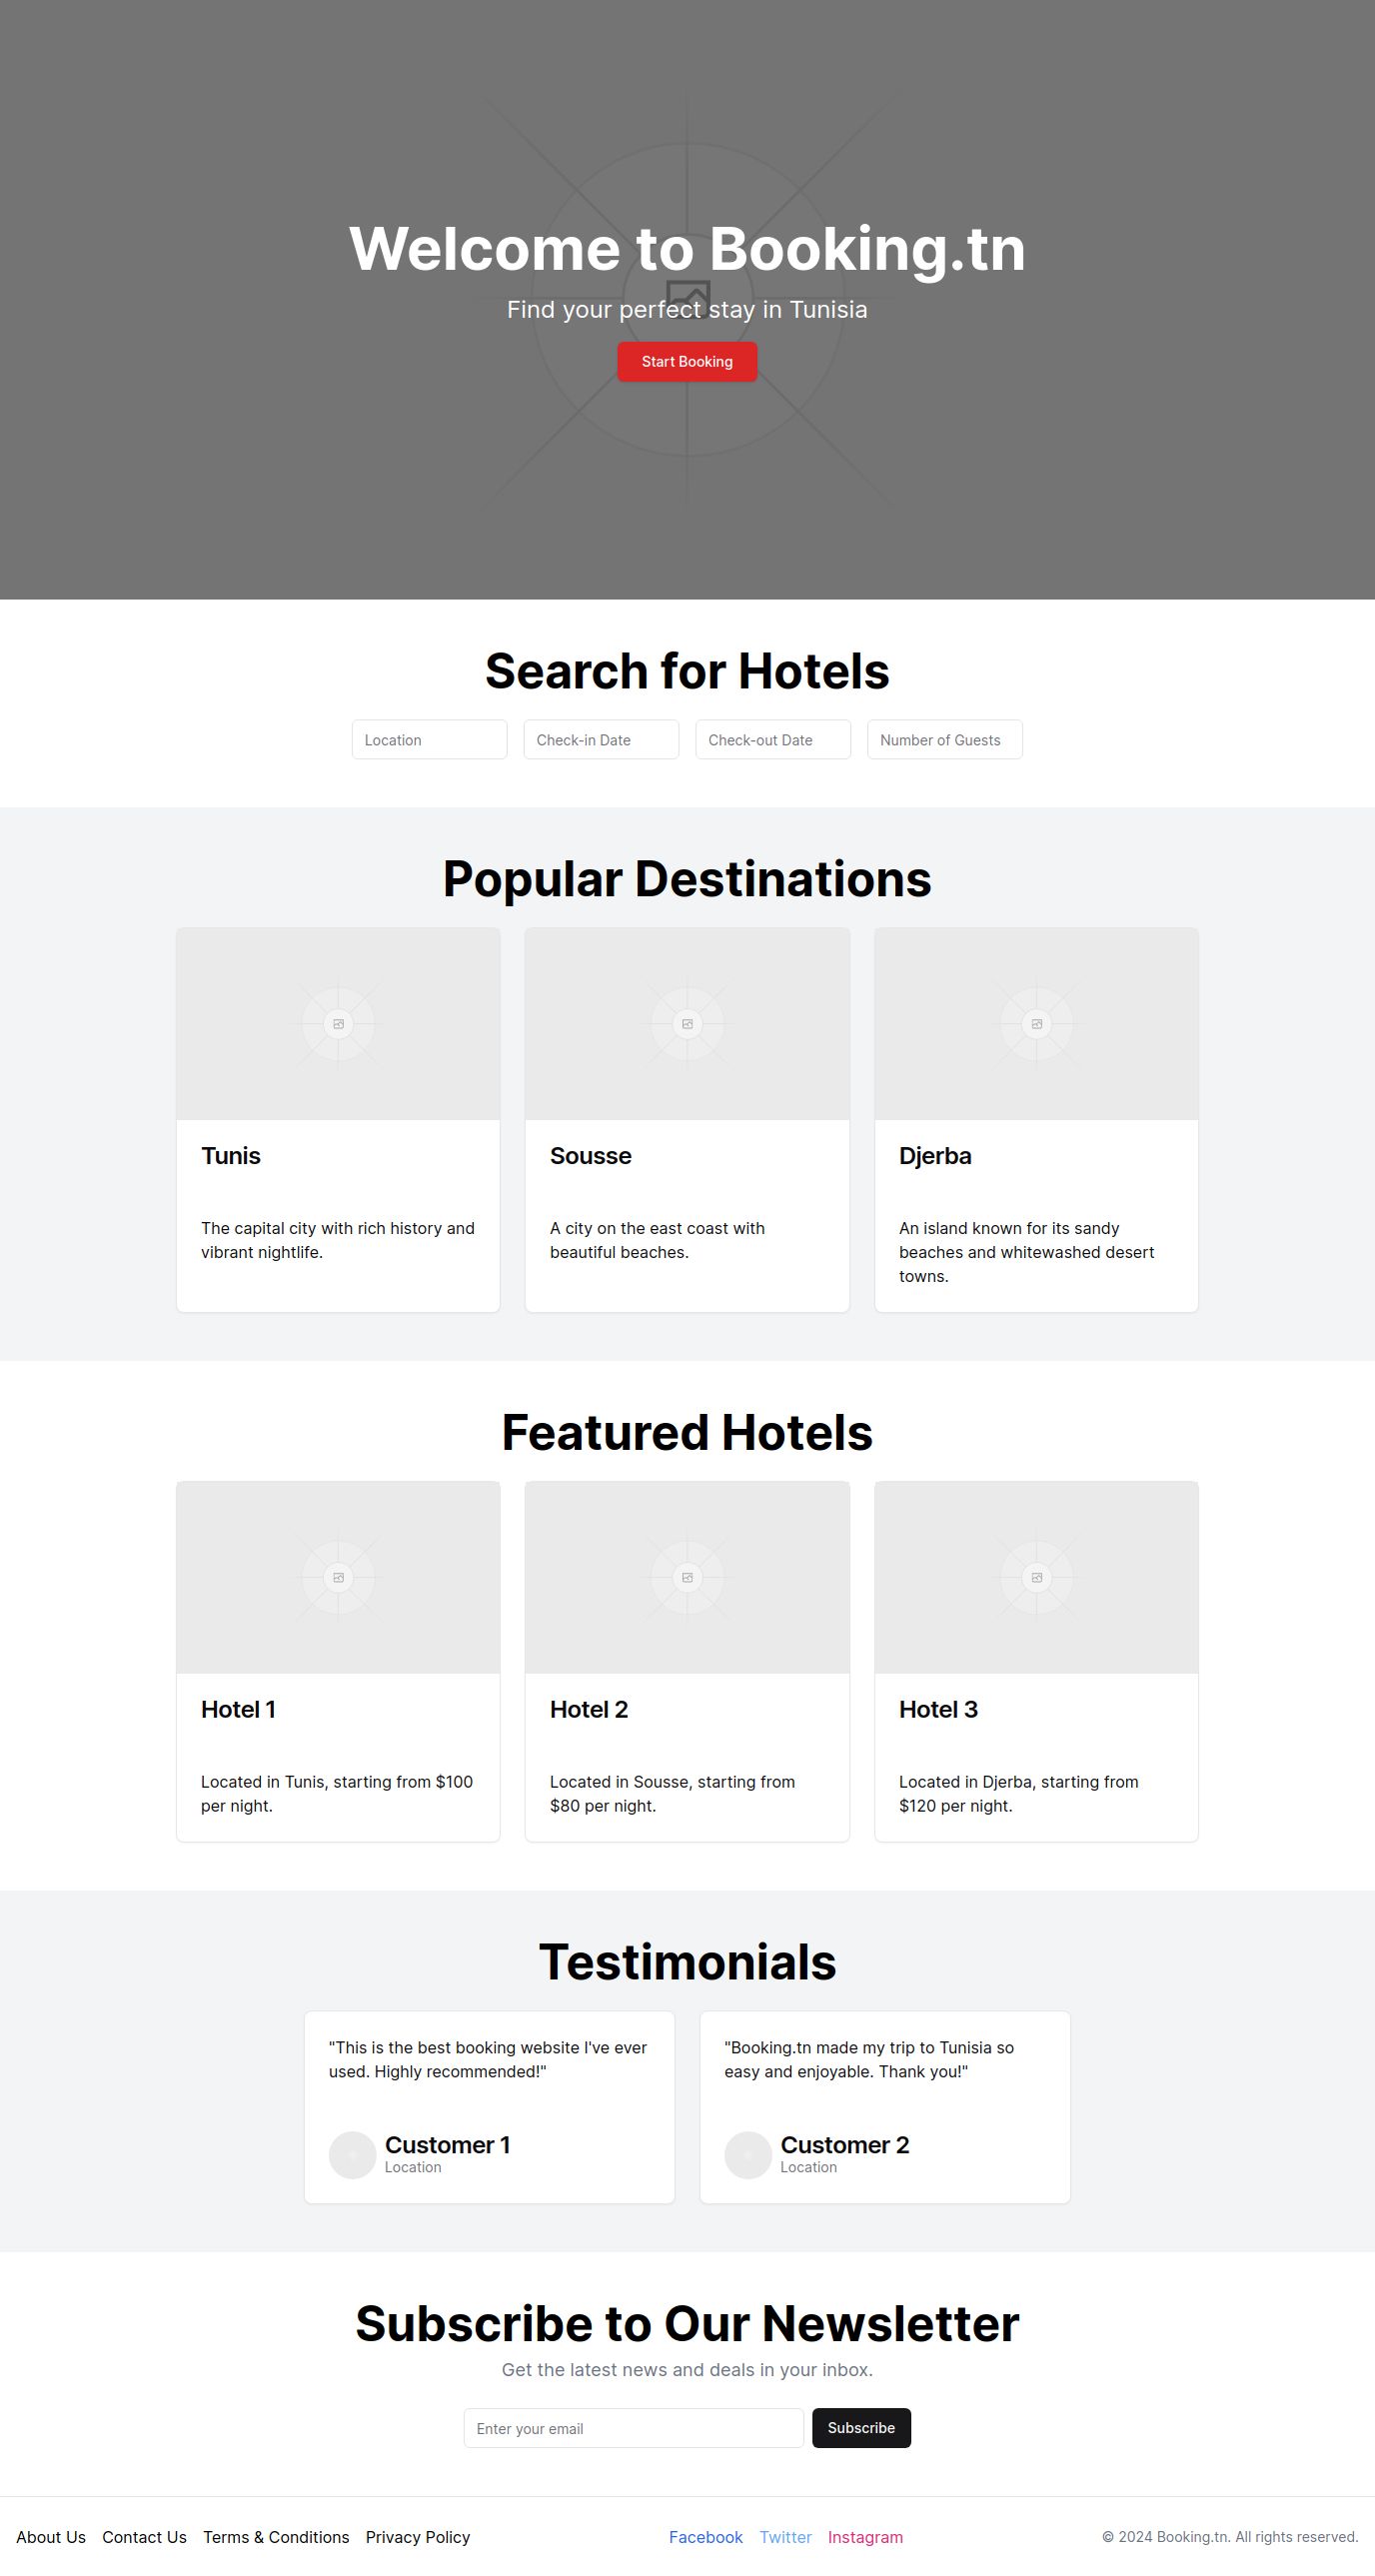 Welcome to Booking.tn
Find your perfect stay in Tunisia
Start Booking
Search for Hotels
Location
Check-in Date
Check-out Date
Number of Guests
Popular Destinations
Tunis
The capital city with rich history and
vibrant nightlife.
Sousse
A city on the east coast with
beautiful beaches.
Djerba
An island known for its sandy
beaches and whitewashed desert
towns.
Featured Hotels
Hotel 1
Located in Tunis, starting from $100
per night.
Hotel 2
Located in Sousse, starting from
$80 per night.
Hotel 3
Located in Djerba, starting from
$120 per night.
Testimonials
"This is the best booking website I've ever
used. Highly recommended!"
Customer 1
Location
"Booking.tn made my trip to Tunisia so
easy and enjoyable. Thank you!"
Customer 2
Location
Subscribe to Our Newsletter
Get the latest news and deals in your inbox.
Enter your email
Subscribe
About Us
Contact Us
Terms & Conditions
Privacy Policy
Facebook
Twitter
Instagram
© 2024 Booking.tn. All rights reserved.